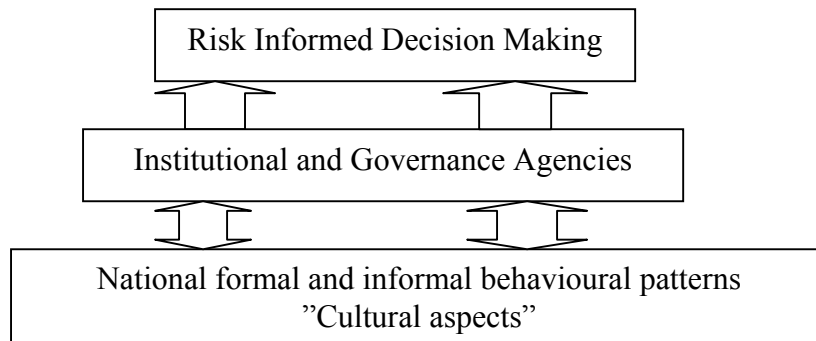 Risk Informed Decision Making
Institutional and Governance Agencies
National formal and informal behavioural patterns
”Cultural aspects”